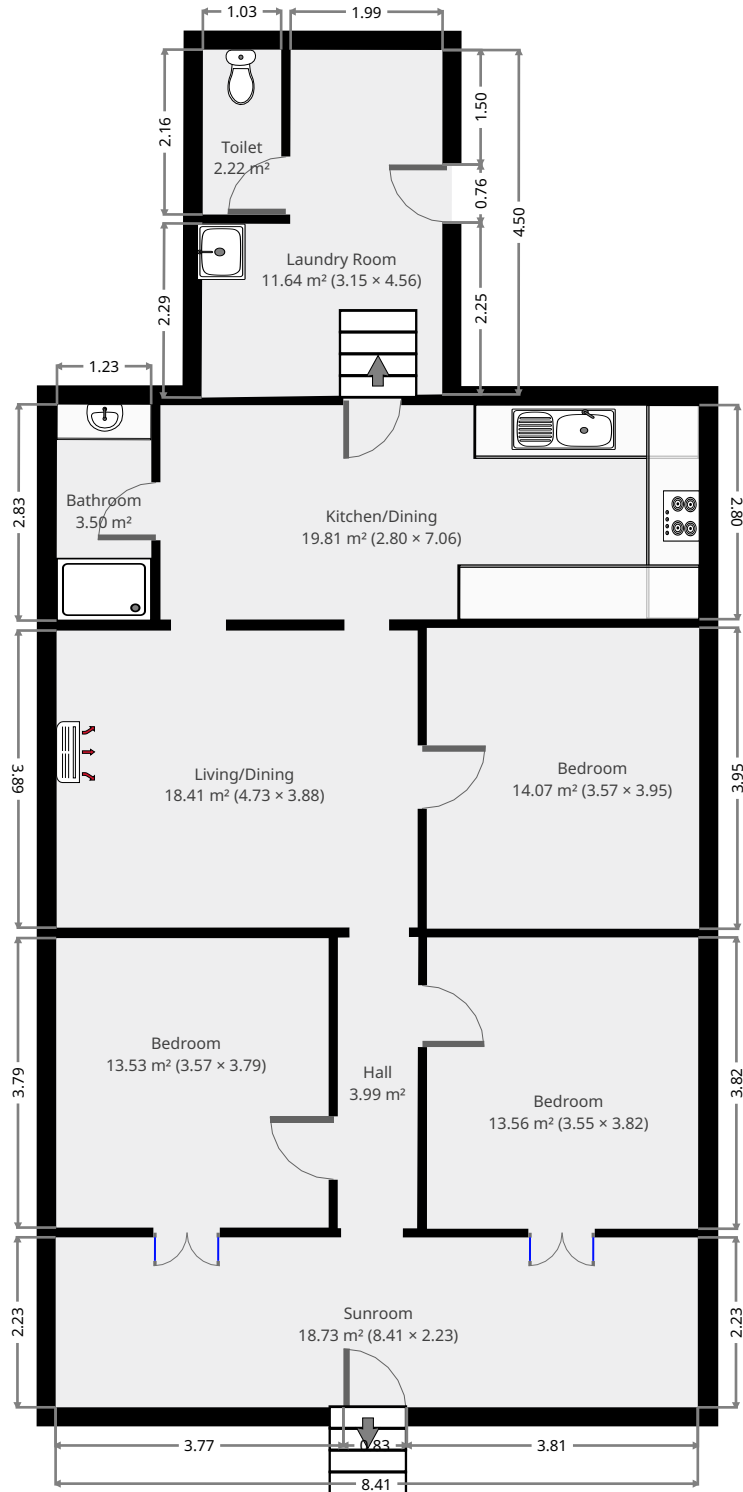 1.03
1.99
2.16
1.50
0.76
4.50
Toilet
2.22 m²
Laundry Room
11.64 m² (3.15 × 4.56)
2.29
2.25
1.23
2.83
Bathroom
3.50 m²
Kitchen/Dining
19.81 m² (2.80 × 7.06)
2.80
3.89
Living/Dining
18.41 m² (4.73 × 3.88)
Bedroom
14.07 m² (3.57 × 3.95)
3.95
3.79
Bedroom
13.53 m² (3.57 × 3.79)
Hall
3.99 m²
Bedroom
13.56 m² (3.55 × 3.82)
3.82
2.23
Sunroom
18.73 m² (8.41 × 2.23)
2.23
3.77
0.83
3.81
8.41